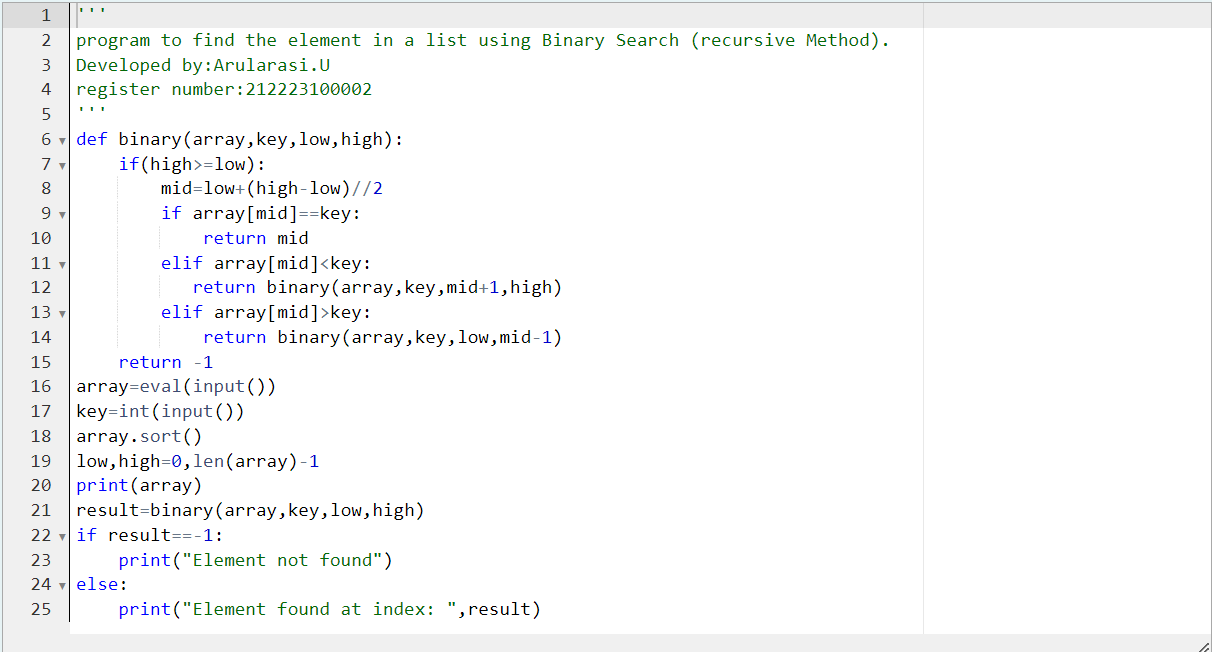 1 '''
2 program to find the element in a list using Binary Search (recursive Method).
3 Developed by:Arularasi.U
4 register number:212223100002
5 '''
6 def binary(array,key,low,high):
7     if(high>=low):
8         mid=low+(high-low)//2
9         if array[mid]==key:
10             return mid
11         elif array[mid]<key:
12            return binary(array,key,mid+1,high)
13         elif array[mid]>key:
14             return binary(array,key,low,mid-1)
15     return -1
16 array=eval(input())
17 key=int(input())
18 array.sort()
19 low,high=0,len(array)-1
20 print(array)
21 result=binary(array,key,low,high)
22 if result==-1:
23     print("Element not found")
24 else:
25     print("Element found at index: ",result)